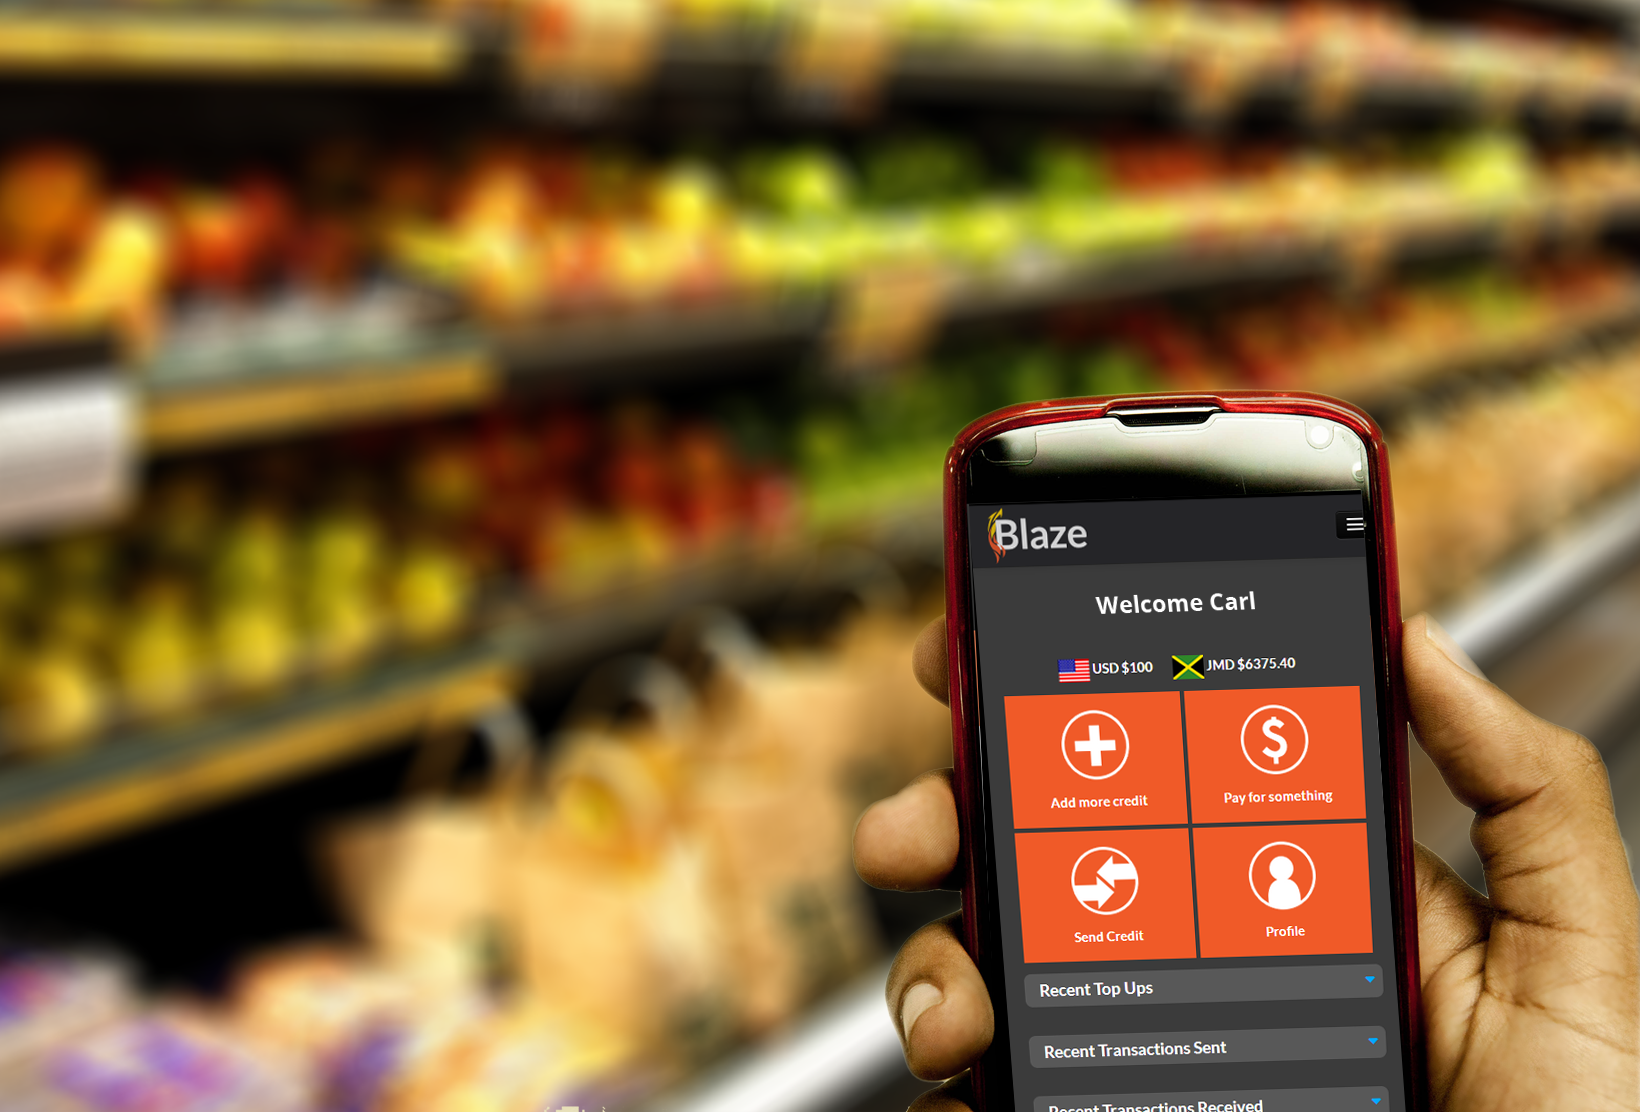 Blaze
Welcome Carl
USD $100 JMD $6375.40
Add more credit
Pay for something
Send Credit
Profile
Recent Top Ups
Recent Transactions Sent
Recent Transactions Received